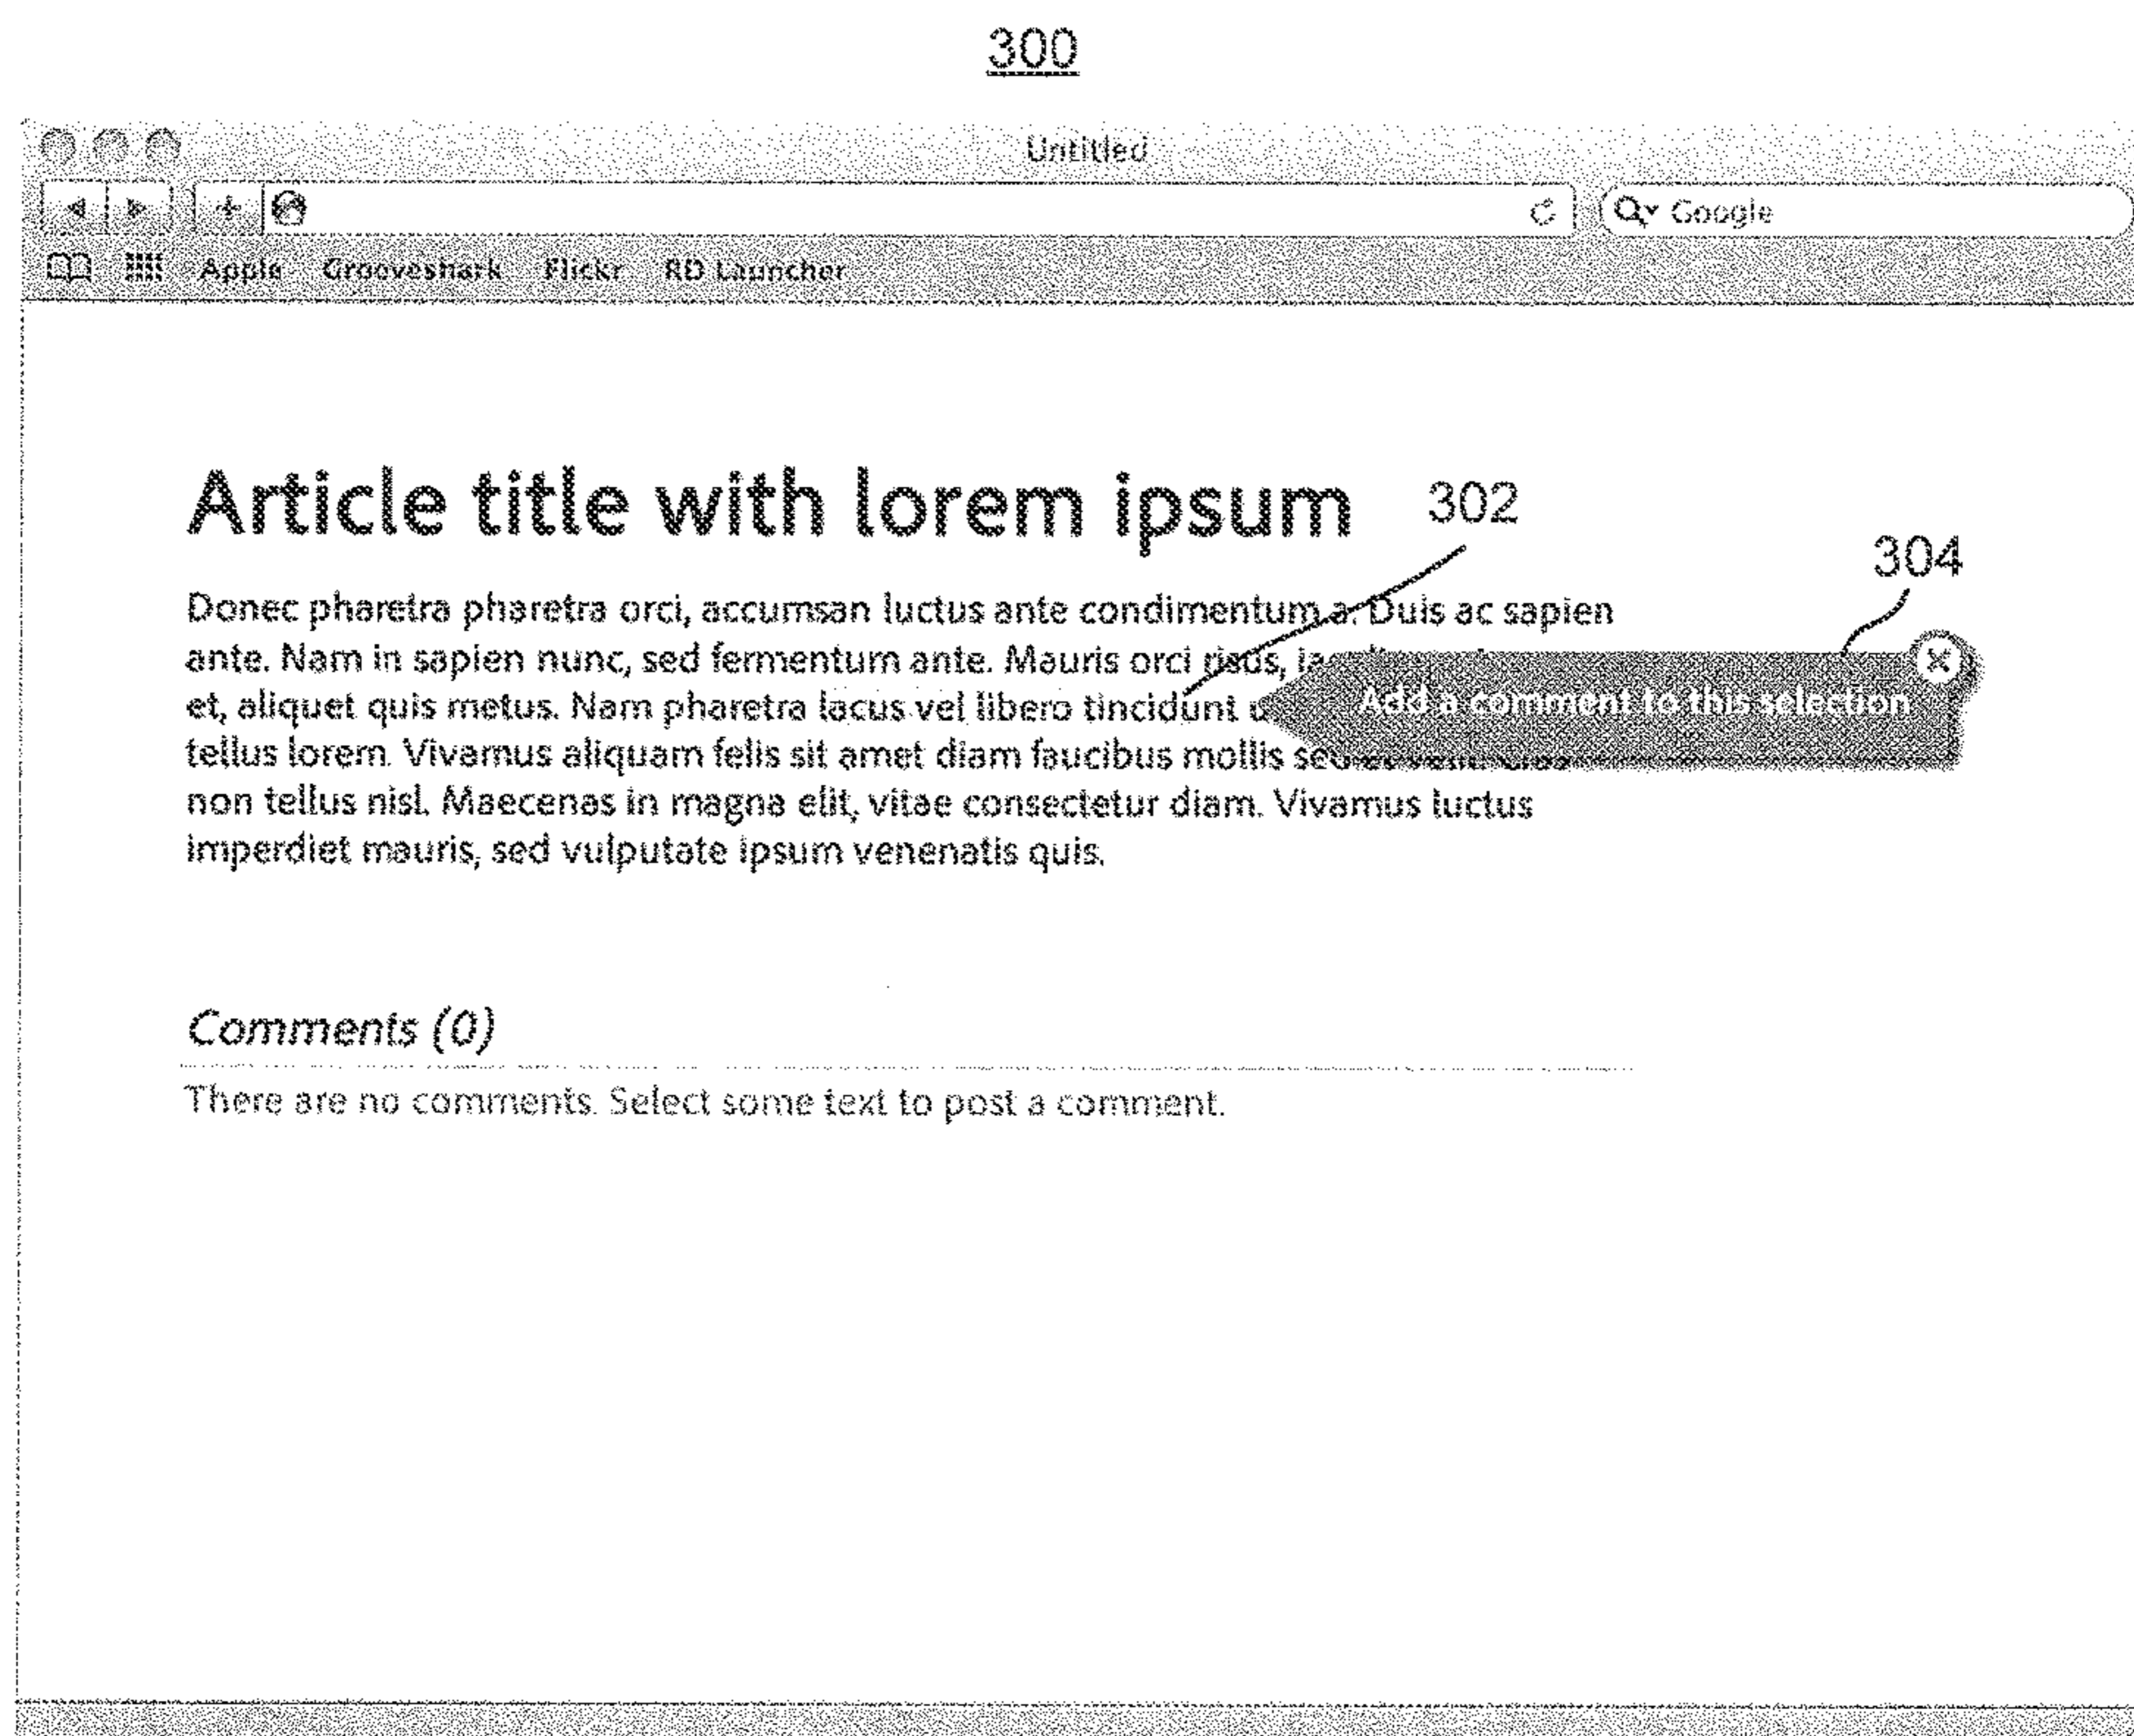 300
Untitled
Google
Apple Grooveshark Flickr RD Launcher
Article title with lorem ipsum
302
304
Donec pharetra pharetra orci, accumsan luctus ante condimentum a. Duis ac sapien
ante. Nam in sapien nunc, sed fermentum ante. Mauris orci risus,
et, aliquet quis metus. Nam pharetra lacus vel libero tincidunt
Add a comment to this selection
tellus lorem. Vivamus aliquam felis sit amet diam faucibus mollis sed
non tellus nisl. Maecenas in magna elit, vitae consectetur diam. Vivamus luctus
imperdiet mauris, sed vulputate ipsum venenatis quis.
Comments (0)
There are no comments. Select some text to post a comment.